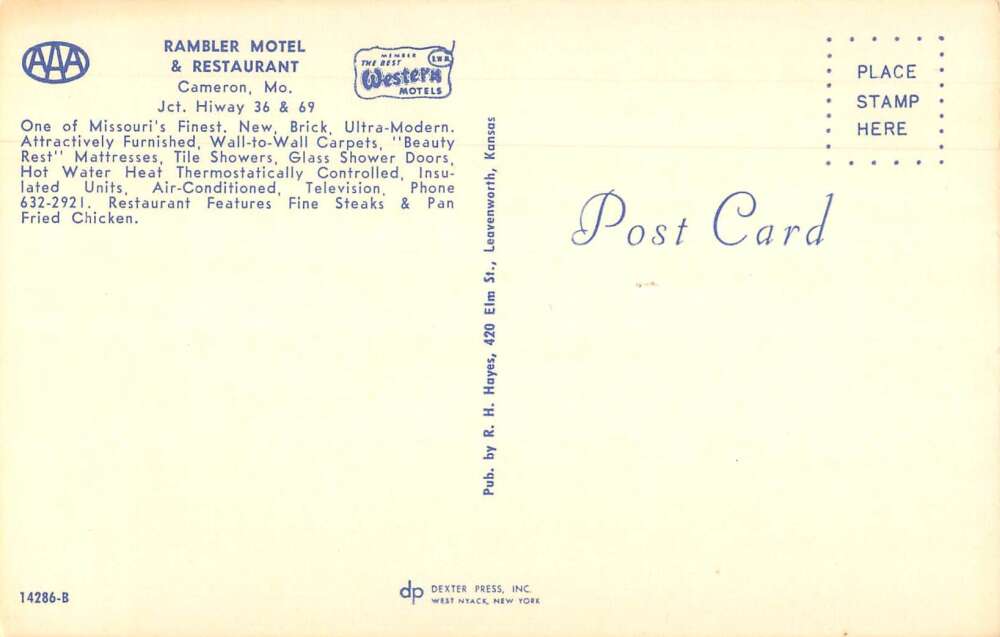 AAA
RAMBLER MOTEL
& RESTAURANT
Cameron, Mo.
Jct. Hiway 36 & 69
MEMBER
THE BEST
Western
MOTELS
One of Missouri's Finest. New, Brick, Ultra-Modern.
Attractively Furnished, Wall-to-Wall Carpets, "Beauty
Rest" Mattresses, Tile Showers, Glass Shower Doors,
Hot Water Heat Thermostatically Controlled, Insu-
lated Units, Air-Conditioned, Television, Phone
632-2921. Restaurant Features Fine Steaks & Pan
Fried Chicken.
Pub. by R. H. Hayes, 420 Elm St., Leavenworth, Kansas
PLACE
STAMP
HERE
Post Card
14286-B
dp DEXTER PRESS, INC.
WEST NYACK, NEW YORK